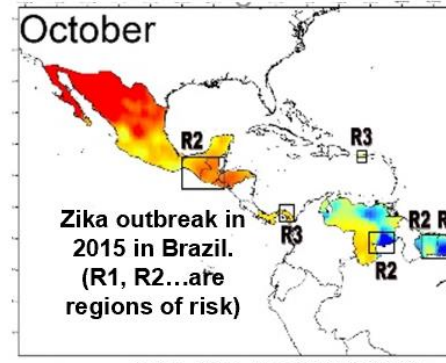 October
R2
R3
Zika outbreak in
2015 in Brazil.
(R1, R2...are
regions of risk)
R3
R2
R2